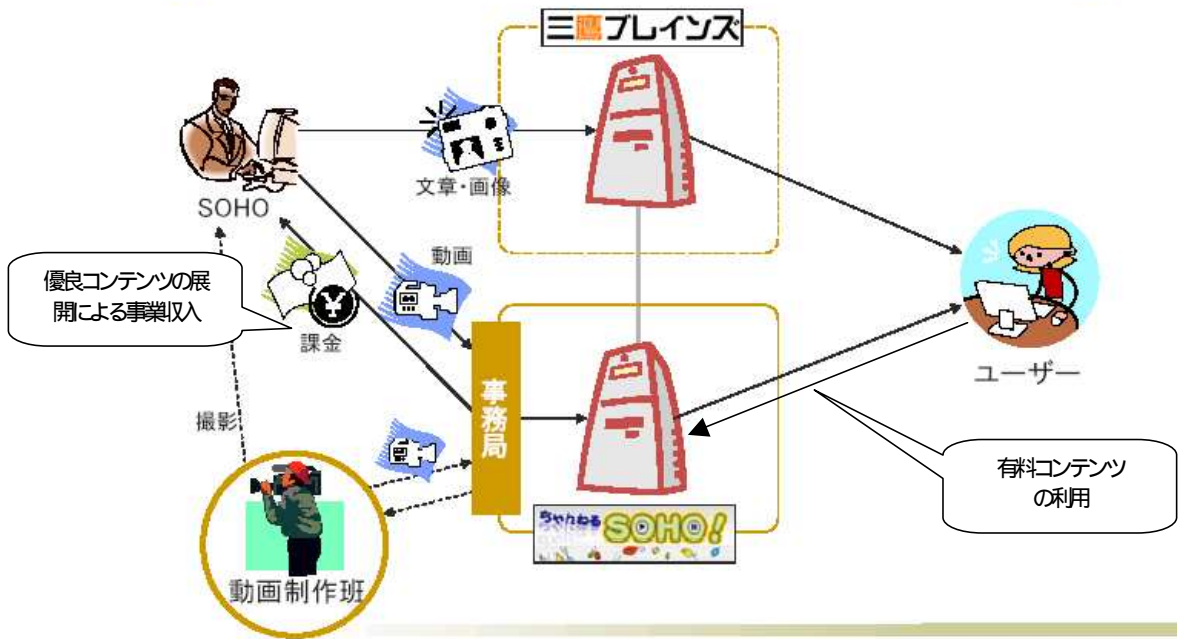 三鷹ブレインズ
文章・画像
SOHO
動画
優良コンテンツの展
開による事業収入
課金
ユーザー
事務局
撮影
有料コンテンツ
の利用
ちゃんねる
SOHO!
動画制作班